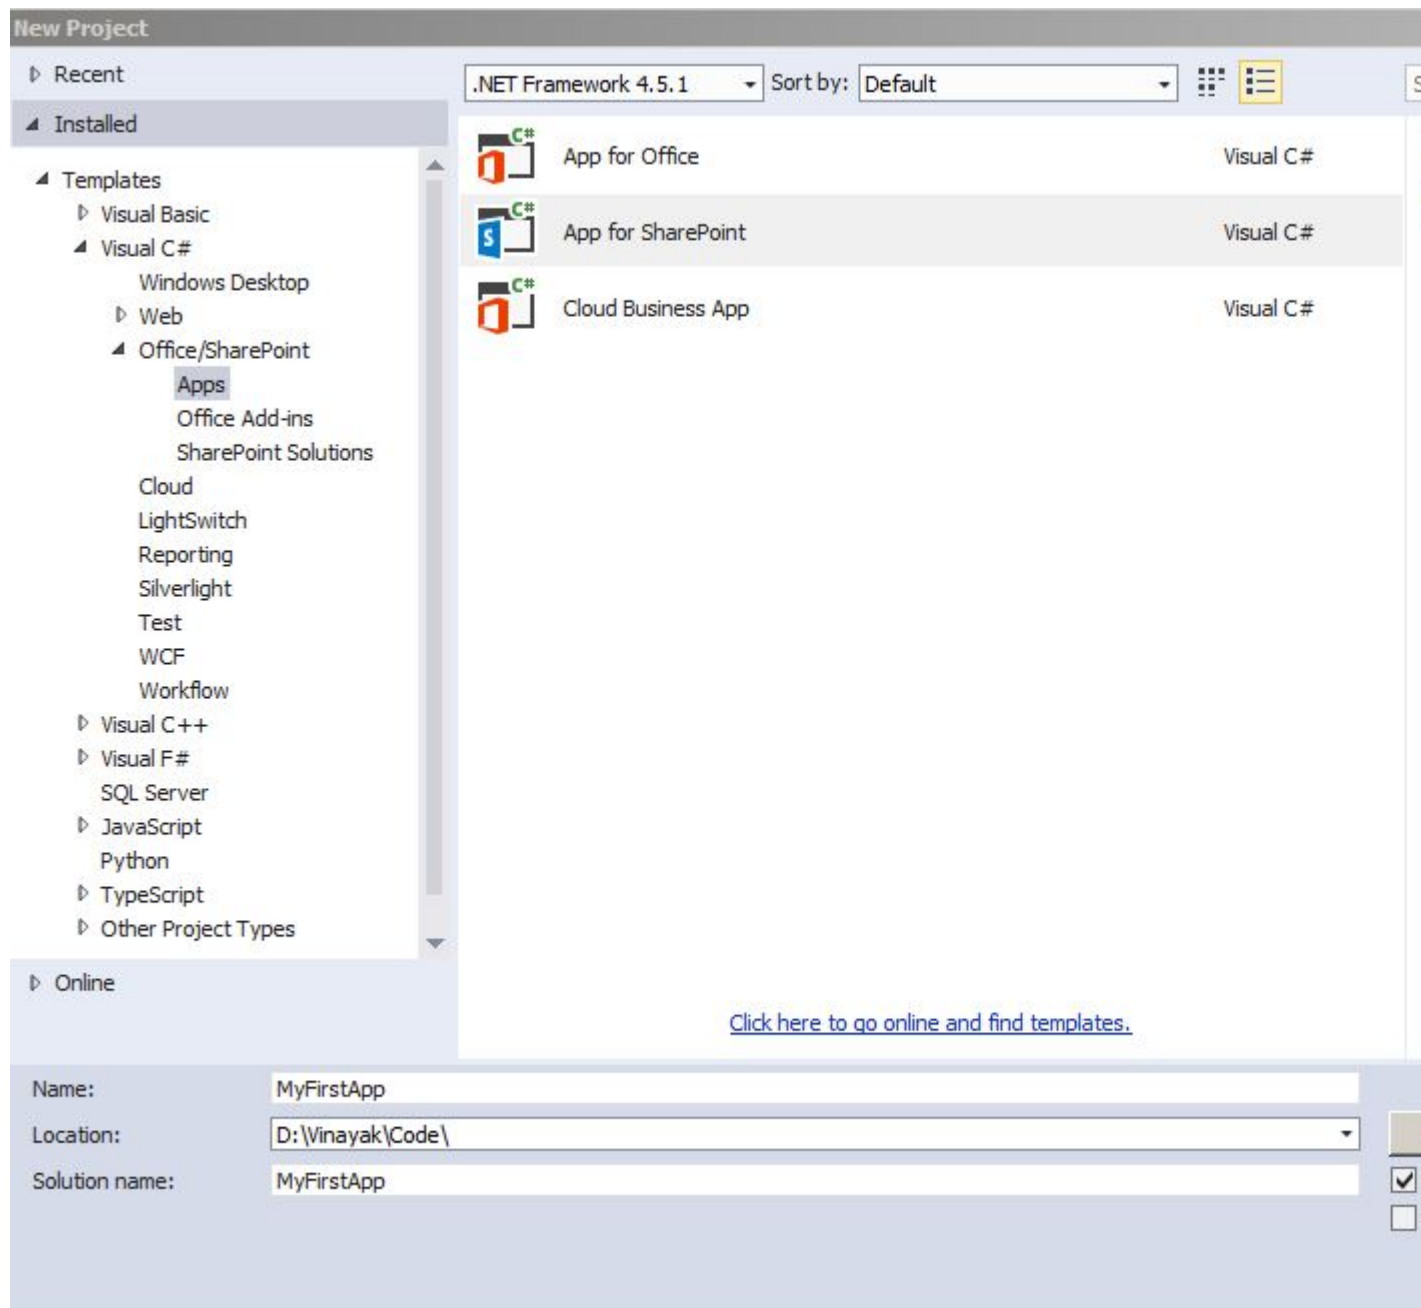 New Project
Recent
Installed
Templates
Visual Basic
Visual C#
Windows Desktop
Web
Office/SharePoint
Apps
Office Add-ins
SharePoint Solutions
Cloud
LightSwitch
Reporting
Silverlight
Test
WCF
Workflow
Visual C++
Visual F#
SQL Server
JavaScript
Python
TypeScript
Other Project Types
Online
.NET Framework 4.5.1 Sort by: Default
C# App for Office Visual C#
C# S App for SharePoint Visual C#
C# Cloud Business App Visual C#
Click here to go online and find templates.
Name: MyFirstApp
Location: D:\Vinayak\Code\
Solution name: MyFirstApp